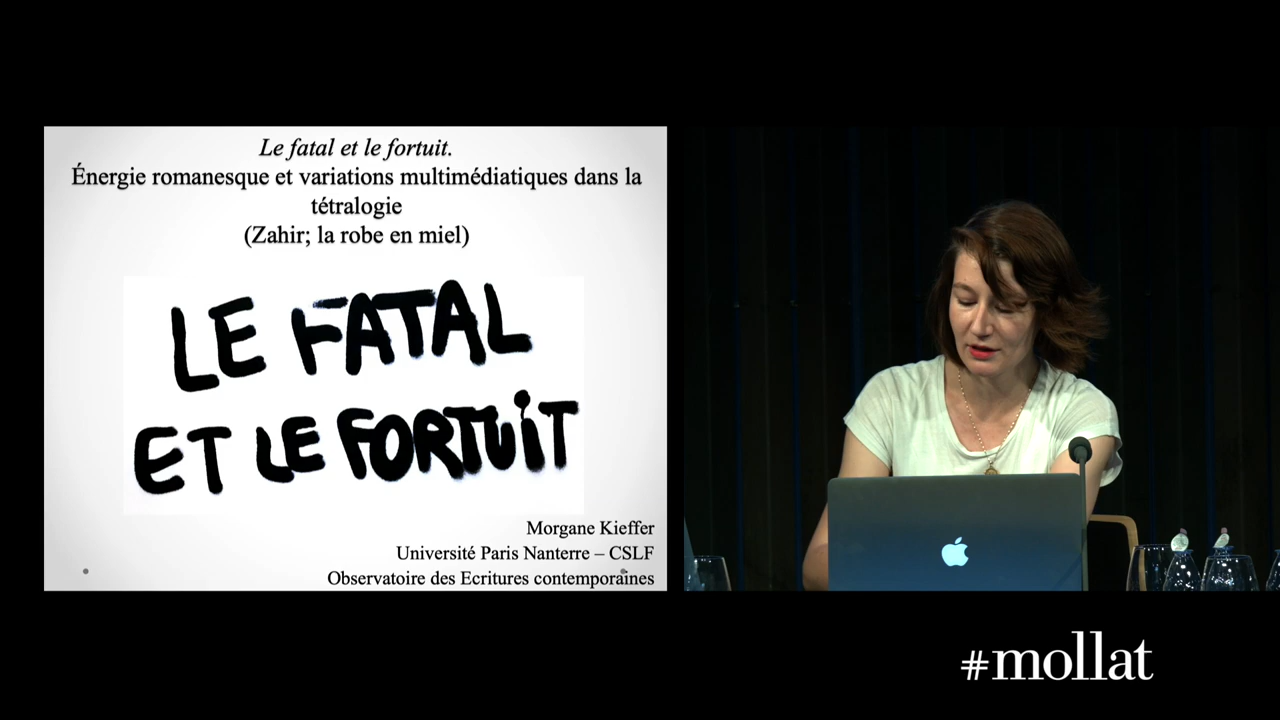 Le fatal et le fortuit.
Énergie romanesque et variations multimédiatiques dans la
tétralogie
(Zahir; la robe en miel)
LE FATAL
ET LE FORTUIT
Morgane Kieffer
Université Paris Nanterre – CSLF
Observatoire des Ecritures contemporaines
#mollat